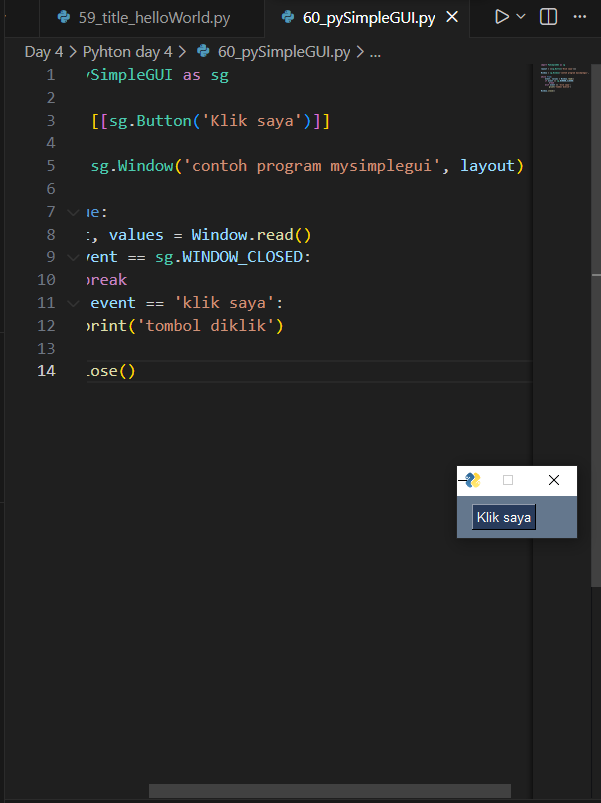 59_title_helloWorld.py 60_pySimpleGUI.py
Day 4 > Pyhton day 4 > 60_pySimpleGUI.py > ...
1 ySimpleGUI as sg
2
3 [[sg.Button('Klik saya')]]
4
5 sg.Window('contoh program mysimplegui', layout)
6
7 ue:
8 t, values = Window.read()
9 vent == sg.WINDOW_CLOSED:
10 break
11 event == 'klik saya':
12 print('tombol diklik')
13
14 lose()
Klik saya